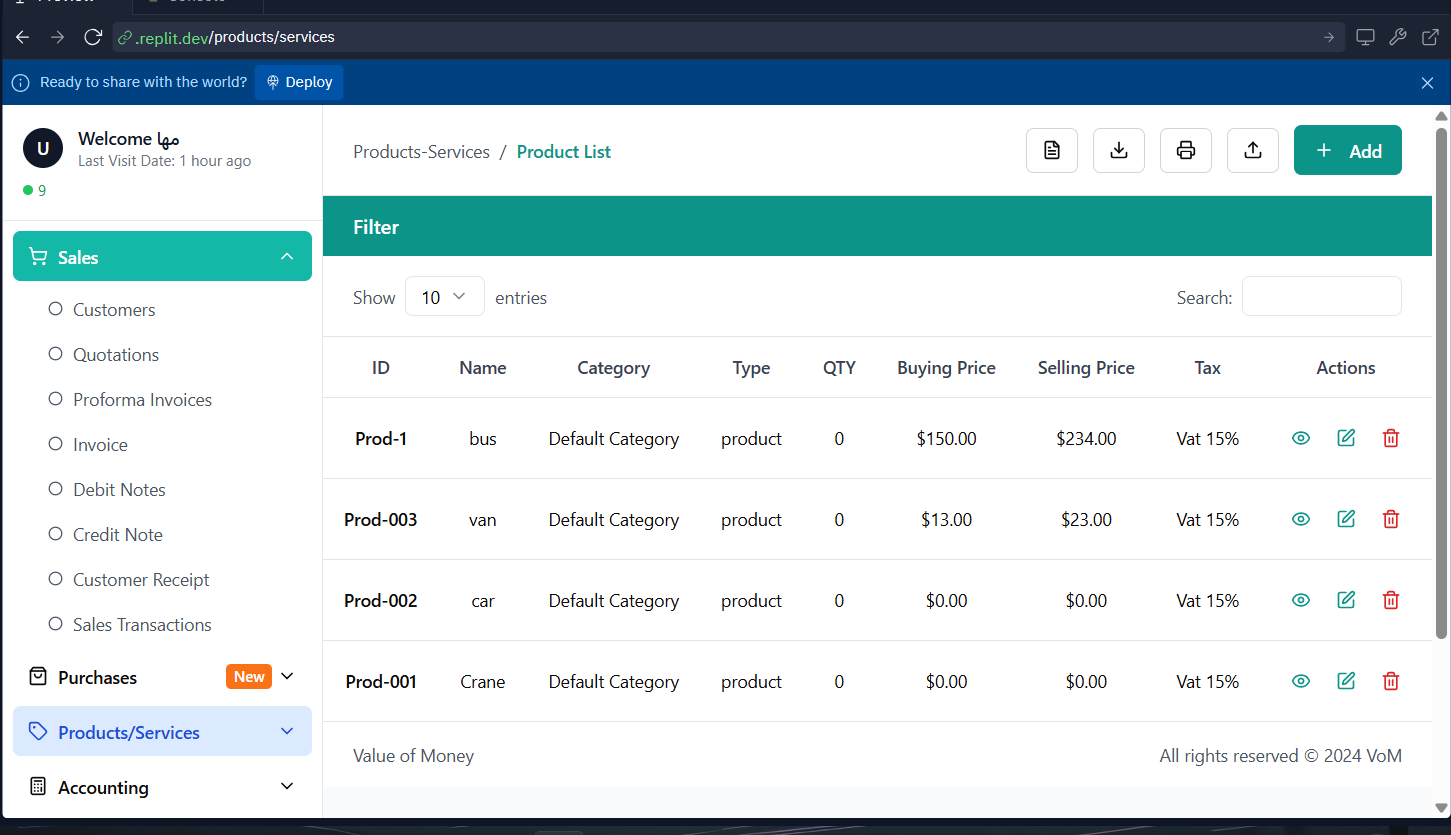 .replit.dev/products/services
Ready to share with the world? Deploy
U
Welcome مها
Last Visit Date: 1 hour ago
9
Sales
Customers
Quotations
Proforma Invoices
Invoice
Debit Notes
Credit Note
Customer Receipt
Sales Transactions
Purchases New
Products/Services
Accounting
Products-Services / Product List
+ Add
Filter
Show 10 entries Search:
ID Name Category type QTY Buying Price Selling Price Tax Actions
Prod-1 bus Default Category product 0 $150.00 $234.00 Vat 15%
Prod-003 van Default Category product 0 $13.00 $23.00 Vat 15%
Prod-002 car Default Category product 0 $0.00 $0.00 Vat 15%
Prod-001 Crane Default Category product 0 $0.00 $0.00 Vat 15%
Value of Money All rights reserved © 2024 VoM